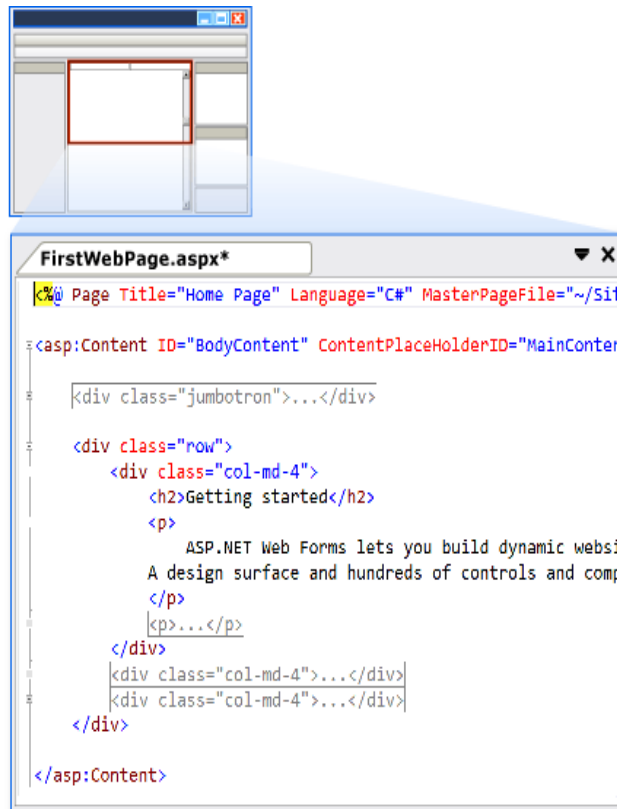 FirstWebPage.aspx*
<%@ Page Title="Home Page" Language="C#" MasterPageFile="~/Sit
<asp:Content ID="BodyContent" ContentPlaceHolderID="MainConten
<div class="jumbotron">...</div>
<div class="row">
<div class="col-md-4">
<h2>Getting started</h2>
<p>
ASP.NET Web Forms lets you build dynamic websi
A design surface and hundreds of controls and comp
</p>
<p>...</p>
</div>
<div class="col-md-4">...</div>
<div class="col-md-4">...</div>
</div>
</asp:Content>